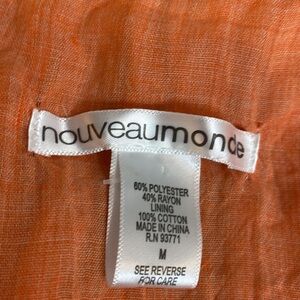 nouveaumonde
60% POLYESTER
40% RAYON
LINING
100% COTTON
MADE IN CHINA
R.N 93771
M
SEE REVERSE
FOR CARE